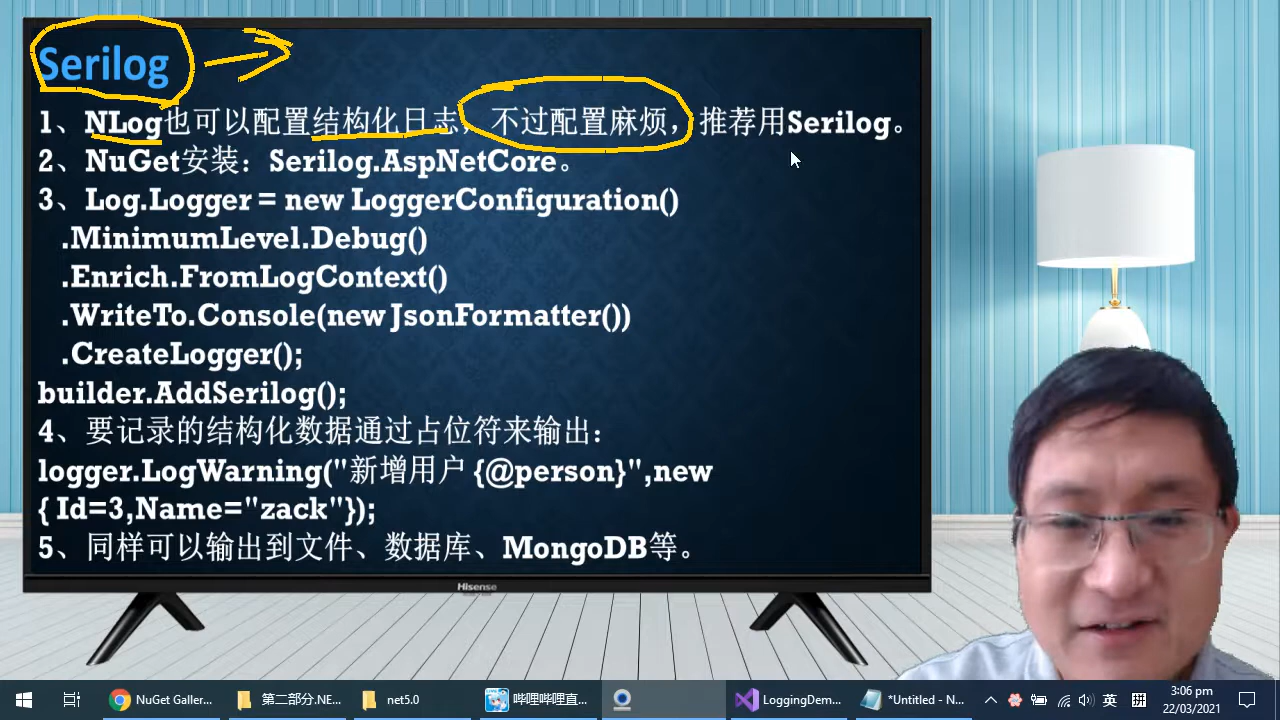 Serilog
1、NLog也可以配置结构化日志，不过配置麻烦，推荐用Serilog。
2、NuGet安装：Serilog.AspNetCore。
3、Log.Logger = new LoggerConfiguration()
.MinimumLevel.Debug()
.Enrich.FromLogContext()
.WriteTo.Console(new JsonFormatter())
.CreateLogger();
builder.AddSerilog();
4、要记录的结构化数据通过占位符来输出：
logger.LogWarning("新增用户 {@person}",new
{ Id=3,Name="zack"});
5、同样可以输出到文件、数据库、MongoDB等。
Hisense
NuGet Galler...
第二部分.NE...
net5.0
哔哩哔哩直...
LoggingDem...
*Untitled - N...
英
拼
3:06 pm
22/03/2021